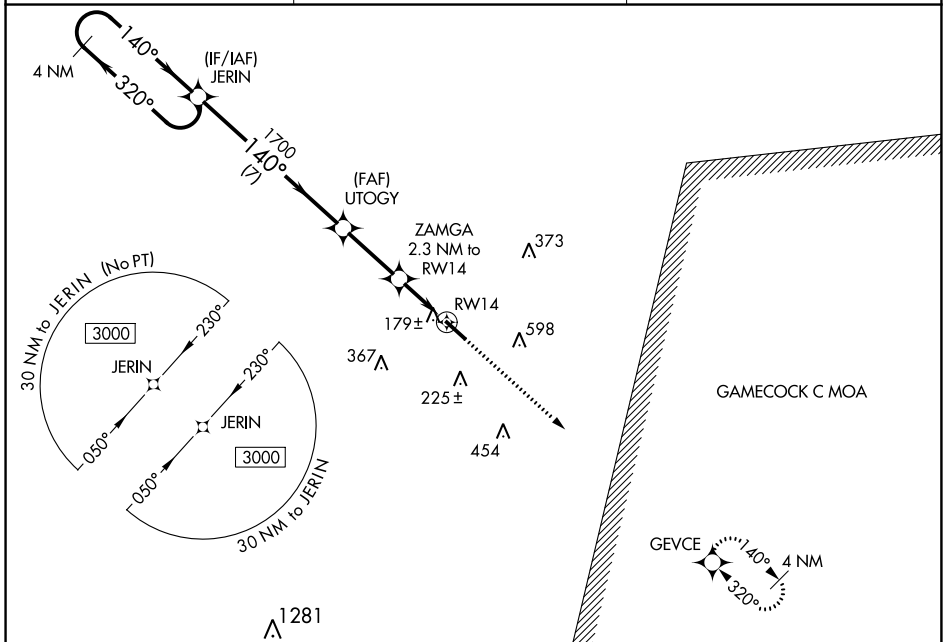 140°
4 NM
320°
(IF/IAF)
JERIN
1700
140°
(7)
(FAF)
UTOGY
ZAMGA
2.3 NM to
RW14
373
RW14
179±
598
367
225±
454
30 NM to JERIN (No PT)
3000
230°
JERIN
050°
230°
JERIN
3000
050°
30 NM to JERIN
GAMECOCK C MOA
GEVCE
140°
4 NM
320°
1281